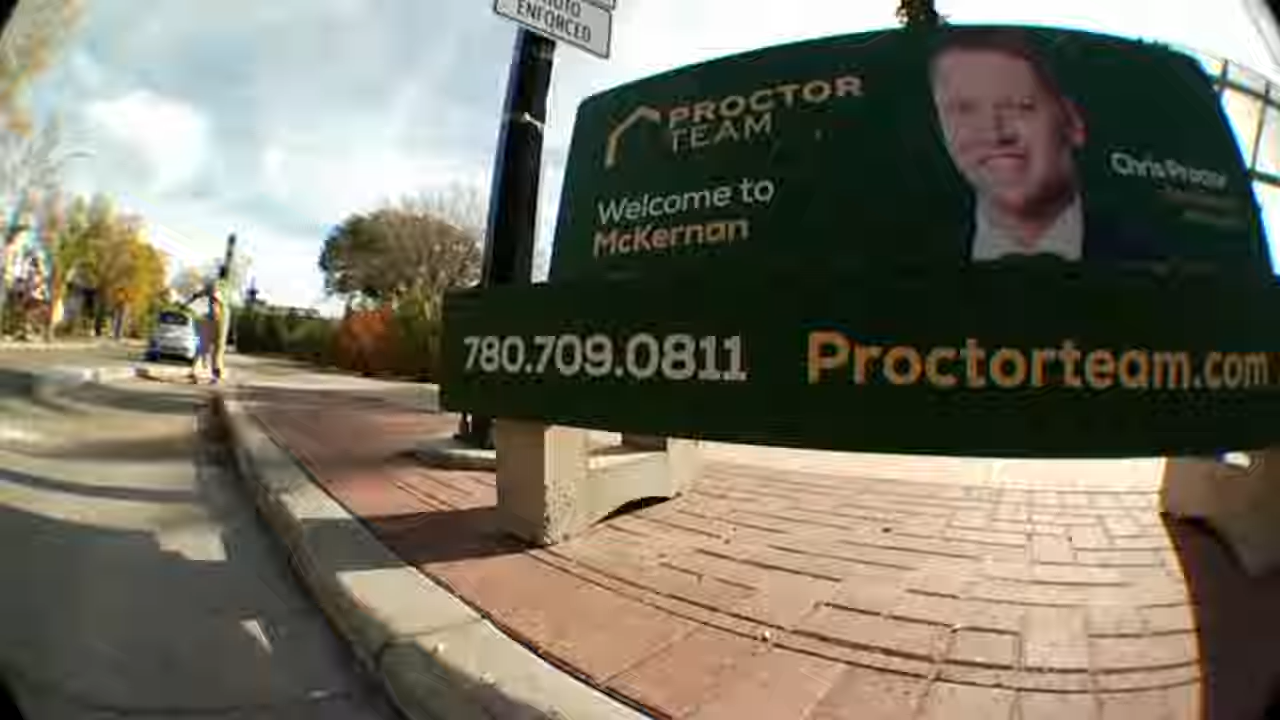 ENFORCED
PROCTOR
TEAM
Welcome to
McKernan
Chris Proctor
780.709.0811
Proctorteam.com